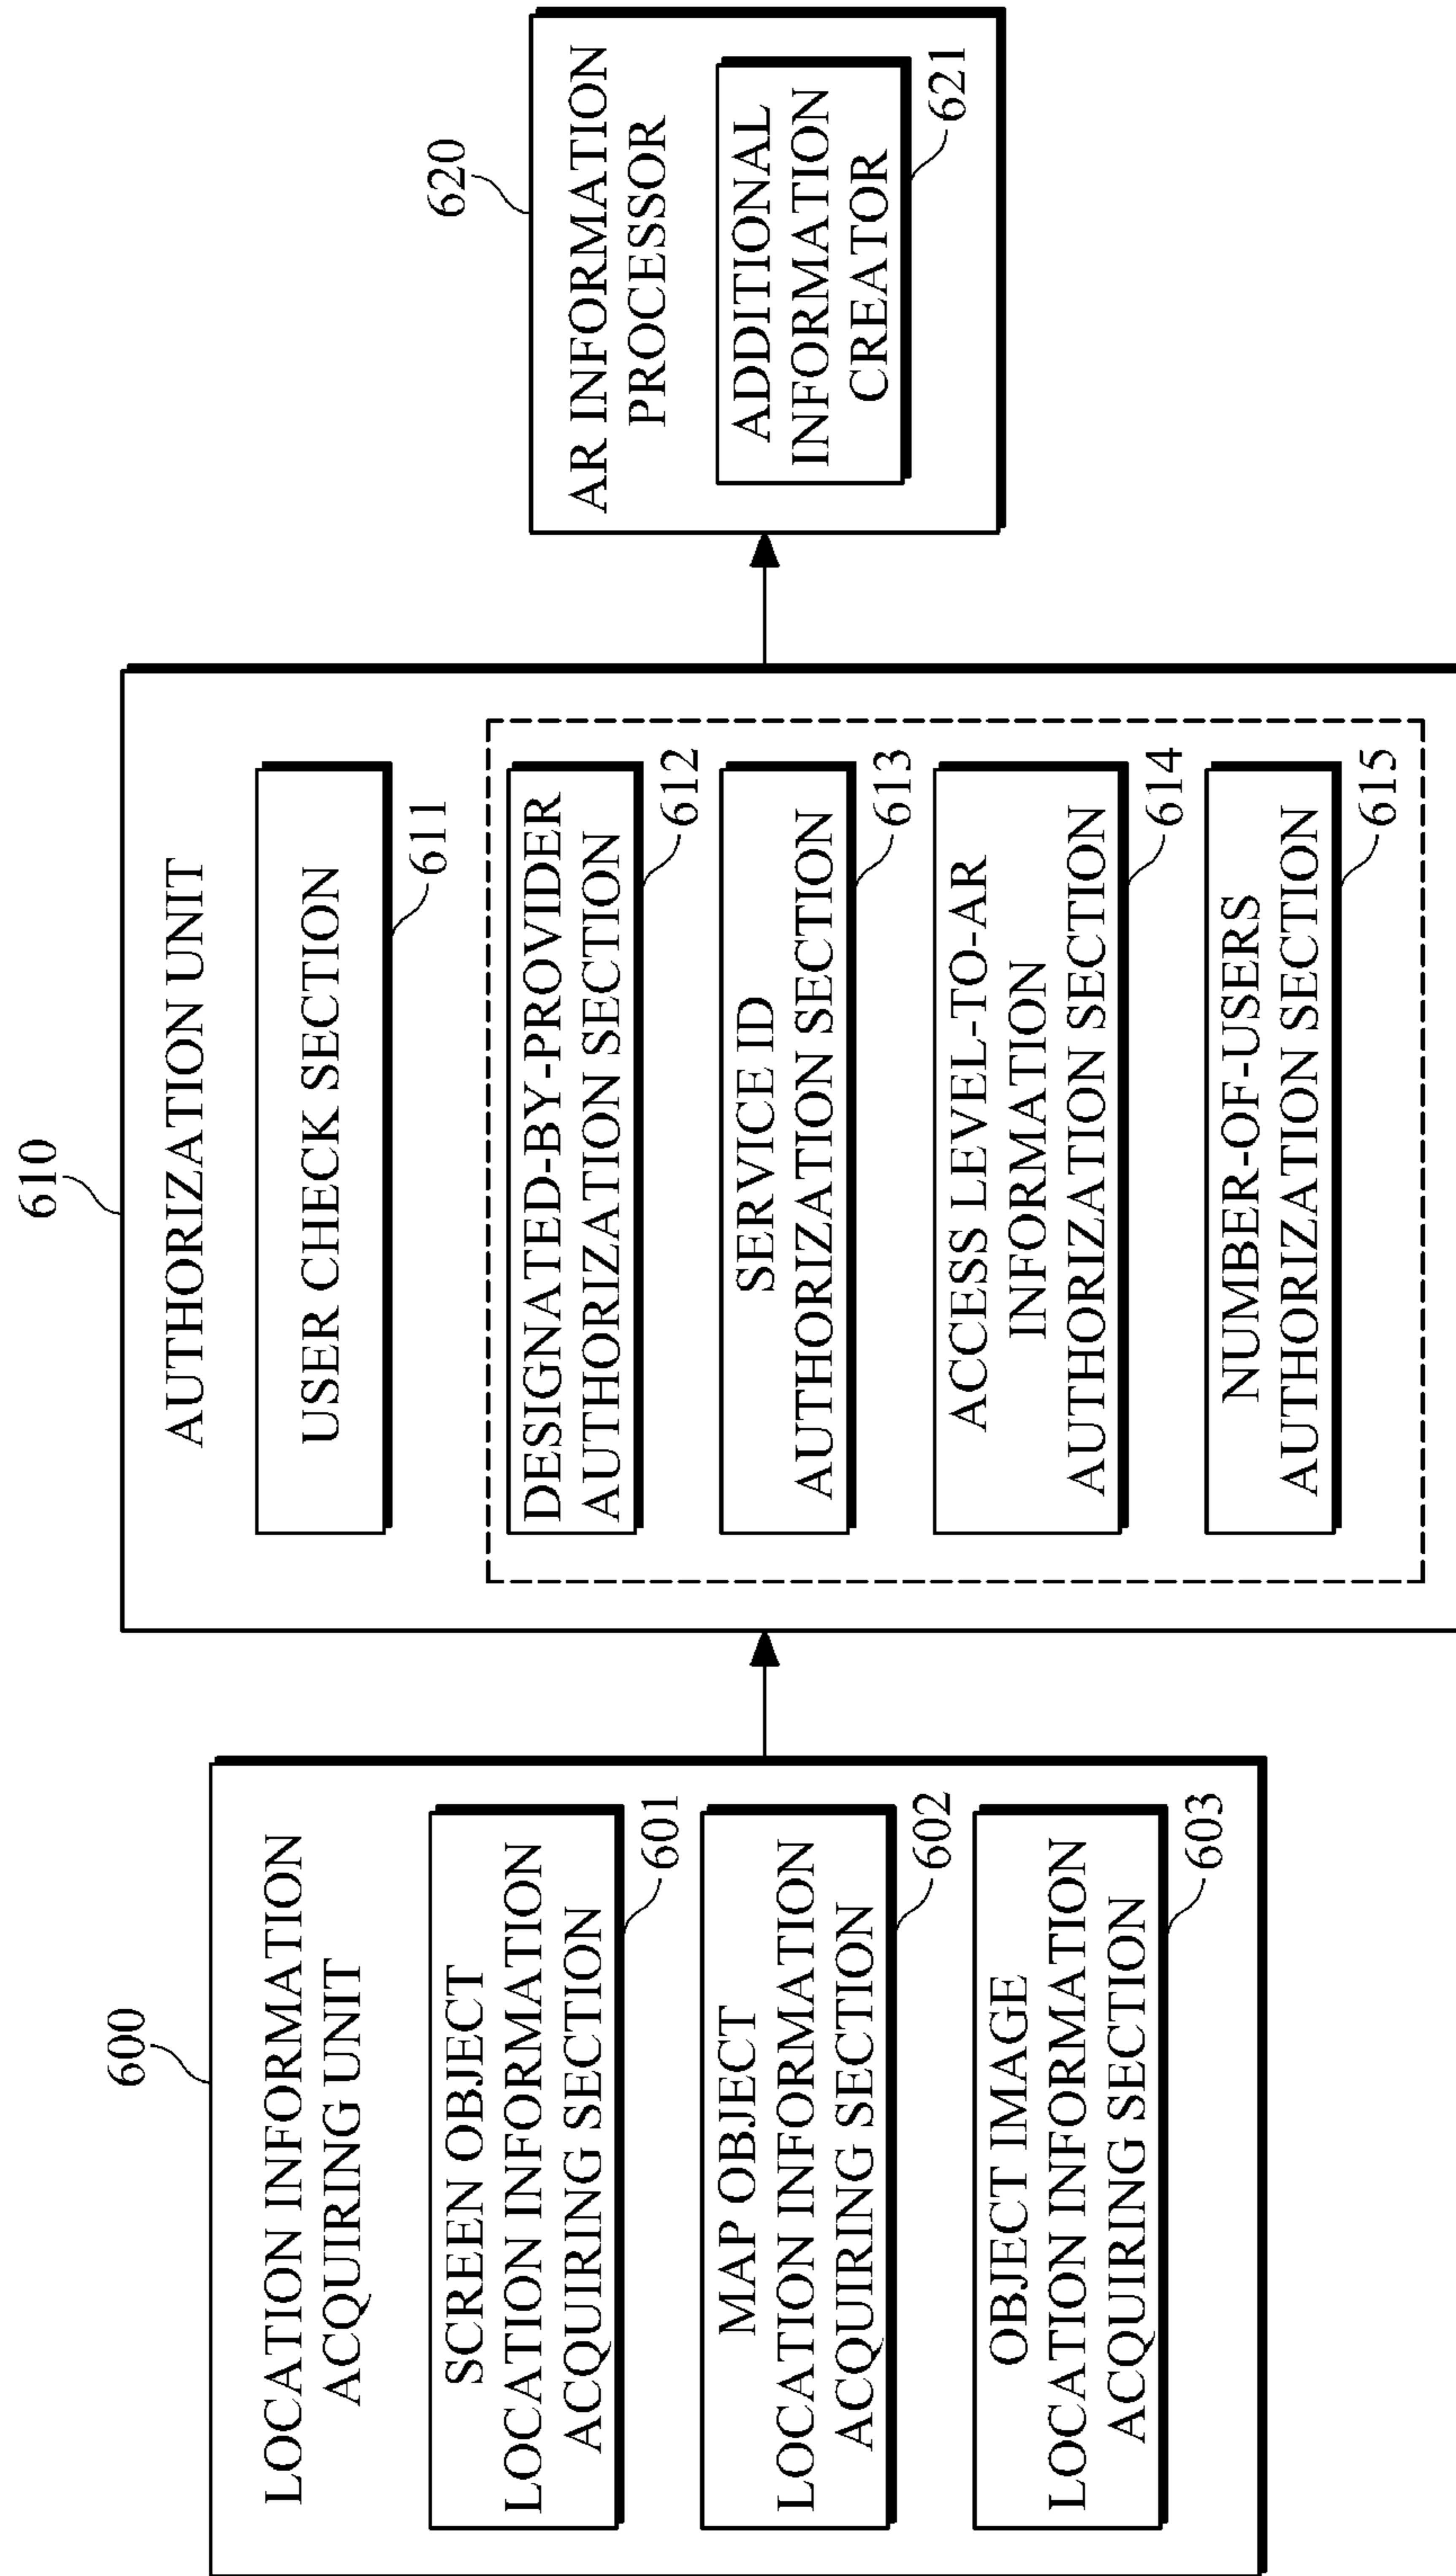 600
LOCATION INFORMATION
ACQUIRING UNIT
SCREEN OBJECT
LOCATION INFORMATION
ACQUIRING SECTION
601
MAP OBJECT
LOCATION INFORMATION
ACQUIRING SECTION
602
OBJECT IMAGE
LOCATION INFORMATION
ACQUIRING SECTION
603
610
AUTHORIZATION UNIT
USER CHECK SECTION
611
DESIGNATED-BY-PROVIDER
AUTHORIZATION SECTION
612
SERVICE ID
AUTHORIZATION SECTION
613
ACCESS LEVEL-TO-AR
INFORMATION
AUTHORIZATION SECTION
614
NUMBER-OF-USERS
AUTHORIZATION SECTION
615
620
AR INFORMATION
PROCESSOR
ADDITIONAL
INFORMATION
CREATOR
621